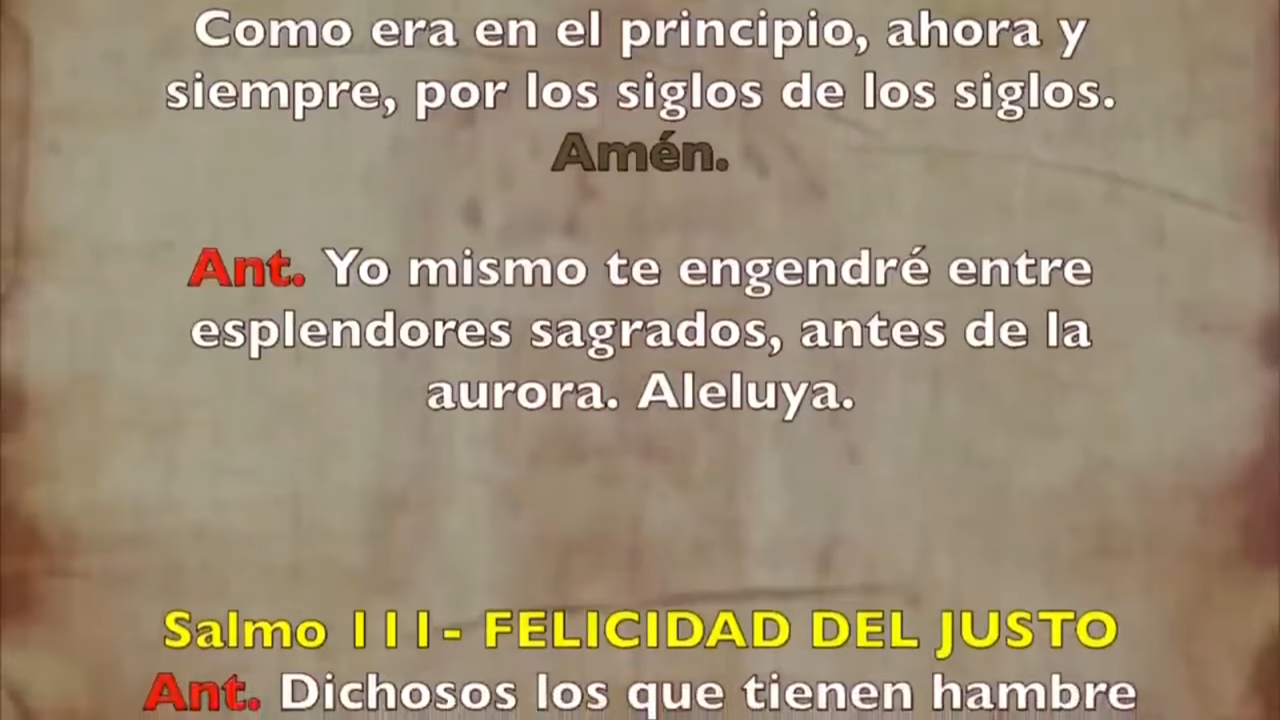 Como era en el principio, ahora y
siempre, por los siglos de los siglos.
Amén.
Ant. Yo mismo te engendré entre
esplendores sagrados, antes de la
aurora. Aleluya.
Salmo 111- FELICIDAD DEL JUSTO
Ant. Dichosos los que tienen hambre